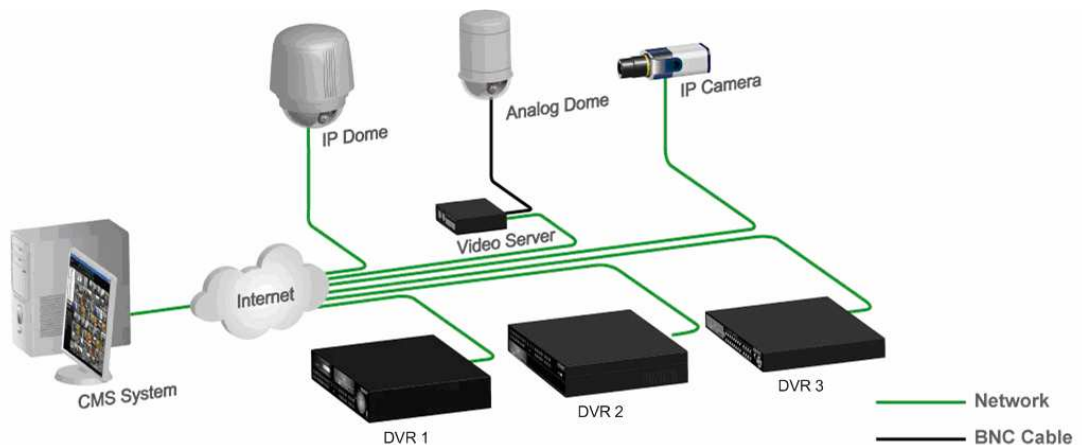 IP Dome
Analog Dome
IP Camera
Video Server
Internet
CMS System
DVR 1
DVR 2
DVR 3
Network
BNC Cable